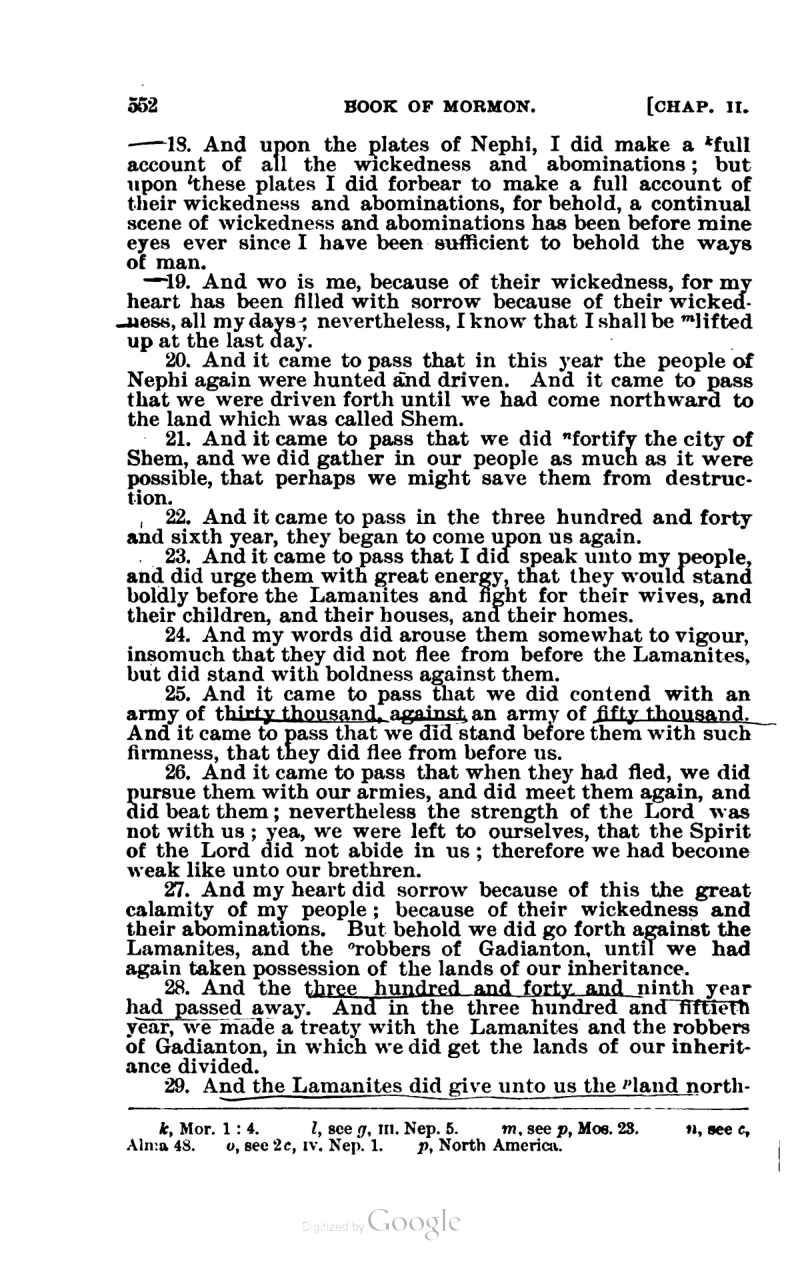 552 BOOK OF MORMON. [CHAP. II.
—18. And upon the plates of Nephi, I did make a ᵏfull
account of all the wickedness and abominations; but
upon ˡthese plates I did forbear to make a full account of
their wickedness and abominations, for behold, a continual
scene of wickedness and abominations has been before mine
eyes ever since I have been sufficient to behold the ways
of man.
—19. And wo is me, because of their wickedness, for my
heart has been filled with sorrow because of their wicked-
ness, all my days; nevertheless, I know that I shall be ᵐlifted
up at the last day.
20. And it came to pass that in this year the people of
Nephi again were hunted and driven. And it came to pass
that we were driven forth until we had come northward to
the land which was called Shem.
21. And it came to pass that we did ⁿfortify the city of
Shem, and we did gather in our people as much as it were
possible, that perhaps we might save them from destruc-
tion.
22. And it came to pass in the three hundred and forty
and sixth year, they began to come upon us again.
23. And it came to pass that I did speak unto my people,
and did urge them with great energy, that they would stand
boldly before the Lamanites and fight for their wives, and
their children, and their houses, and their homes.
24. And my words did arouse them somewhat to vigour,
insomuch that they did not flee from before the Lamanites,
but did stand with boldness against them.
25. And it came to pass that we did contend with an
army of thirty thousand, against an army of fifty thousand.
And it came to pass that we did stand before them with such
firmness, that they did flee from before us.
26. And it came to pass that when they had fled, we did
pursue them with our armies, and did meet them again, and
did beat them; nevertheless the strength of the Lord was
not with us; yea, we were left to ourselves, that the Spirit
of the Lord did not abide in us; therefore we had become
weak like unto our brethren.
27. And my heart did sorrow because of this the great
calamity of my people; because of their wickedness and
their abominations. But behold we did go forth against the
Lamanites, and the ᵒrobbers of Gadianton, until we had
again taken possession of the lands of our inheritance.
28. And the three hundred and forty and ninth year
had passed away. And in the three hundred and fiftieth
year, we made a treaty with the Lamanites and the robbers
of Gadianton, in which we did get the lands of our inherit-
ance divided.
29. And the Lamanites did give unto us the ᵖland north-
k, Mor. 1:4. l, see g, III. Nep. 5. m, see p, Mos. 23. n, see c,
Alma 48. o, see 2e, IV. Nep. 1. p, North America.
Digitized by Google